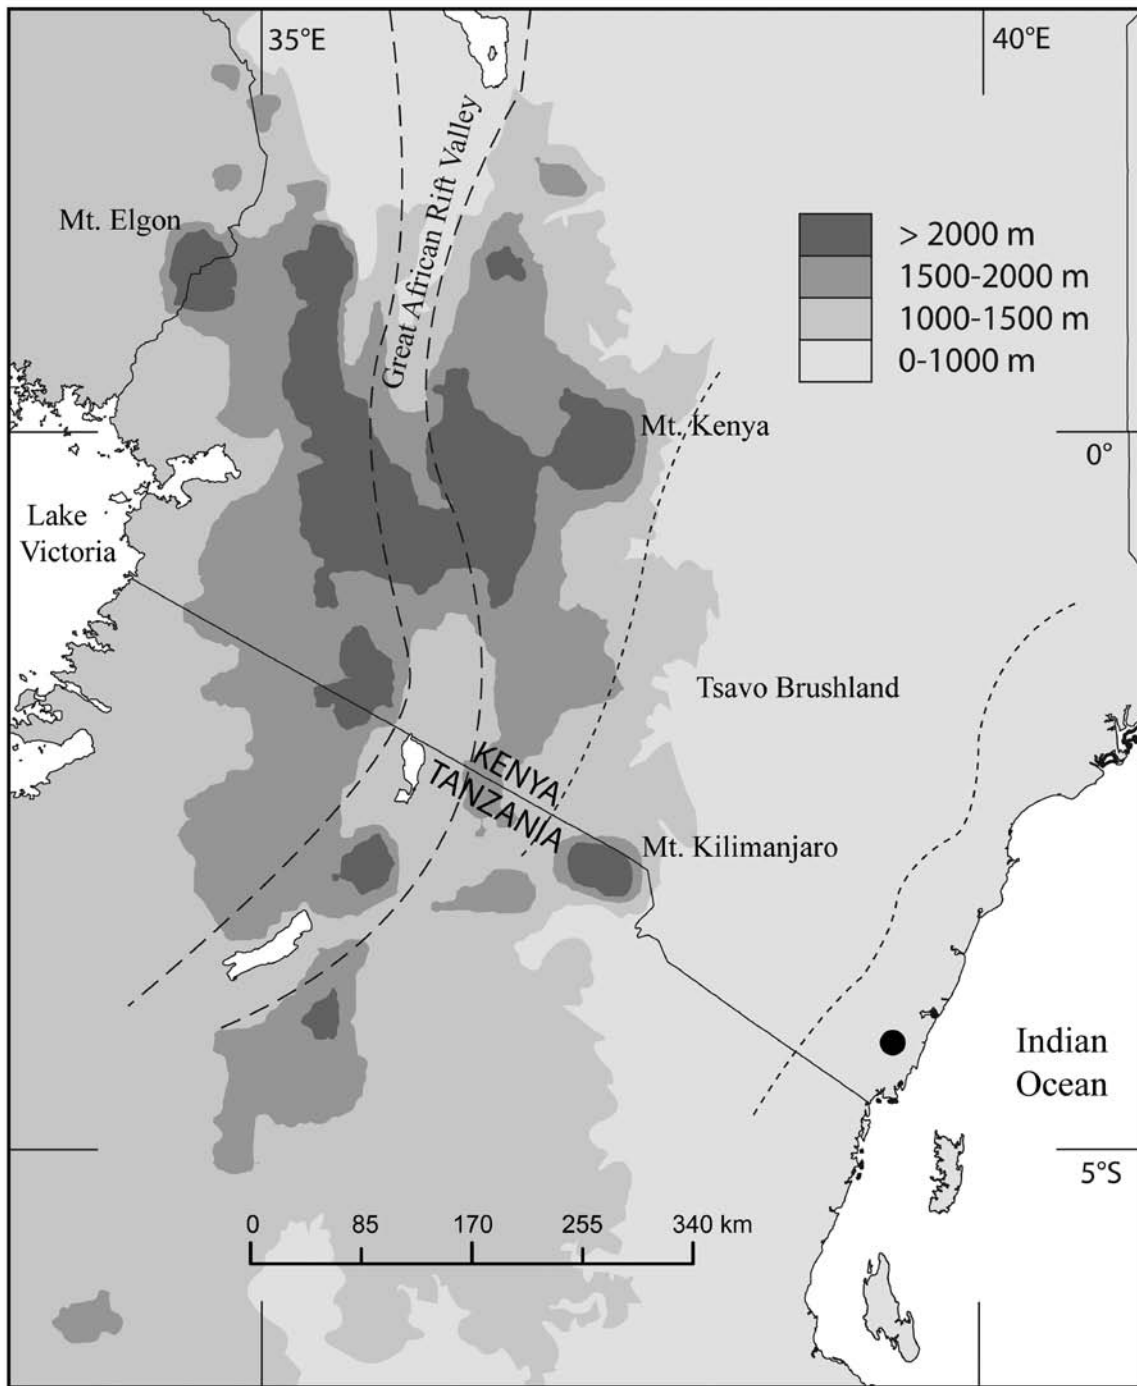 35°E
40°E
Great African Rift Valley
Mt. Elgon
> 2000 m
1500-2000 m
1000-1500 m
0-1000 m
Mt. Kenya
0°
Lake
Victoria
Tsavo Brushland
KENYA
TANZANIA
Mt. Kilimanjaro
Indian
Ocean
5°S
0 85 170 255 340 km